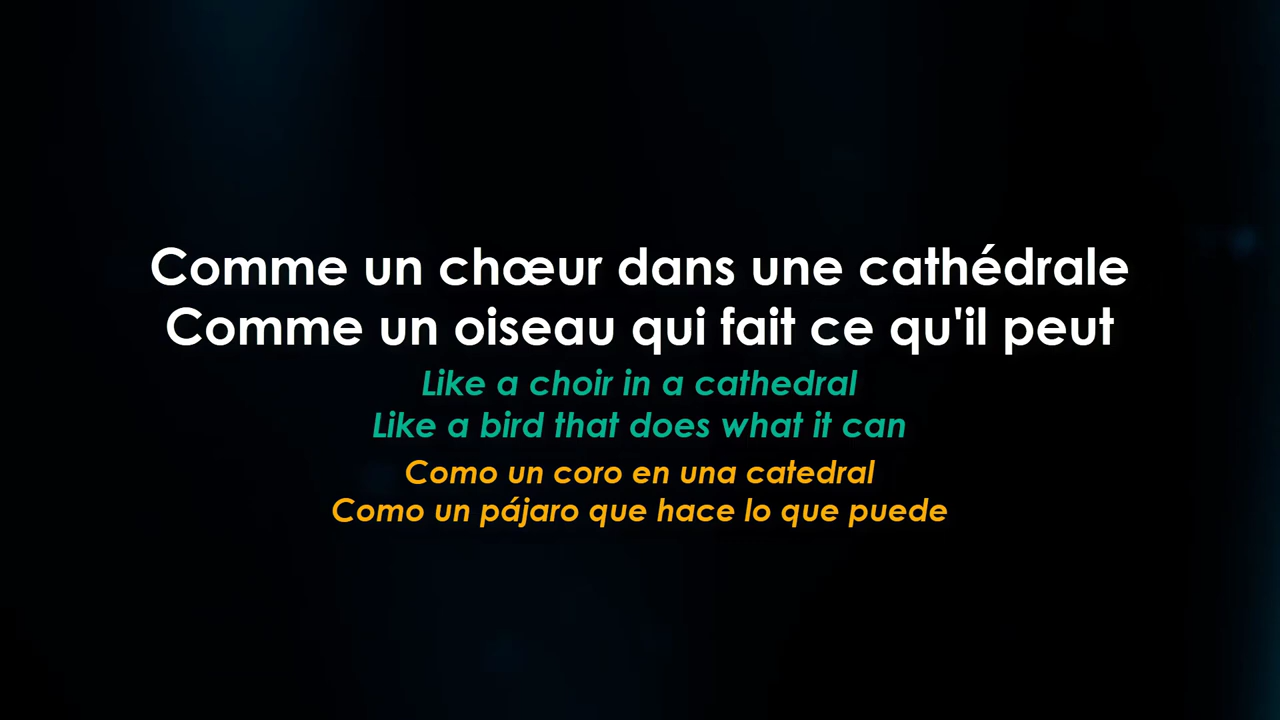 Comme un chœur dans une cathédrale
Comme un oiseau qui fait ce qu'il peut
Like a choir in a cathedral
Like a bird that does what it can
Como un coro en una catedral
Como un pájaro que hace lo que puede